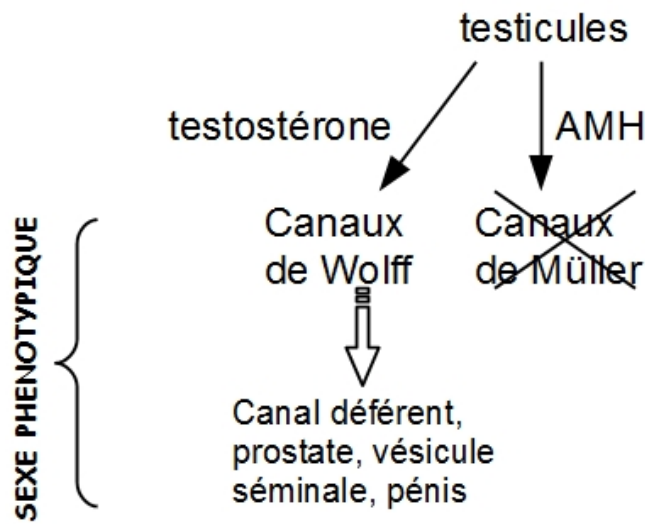 testicules
testostérone
AMH
Canaux
de Wolff
Canaux
de Müller
SEXE PHENOTYPIQUE
Canal déférent,
prostate, vésicule
séminale, pénis